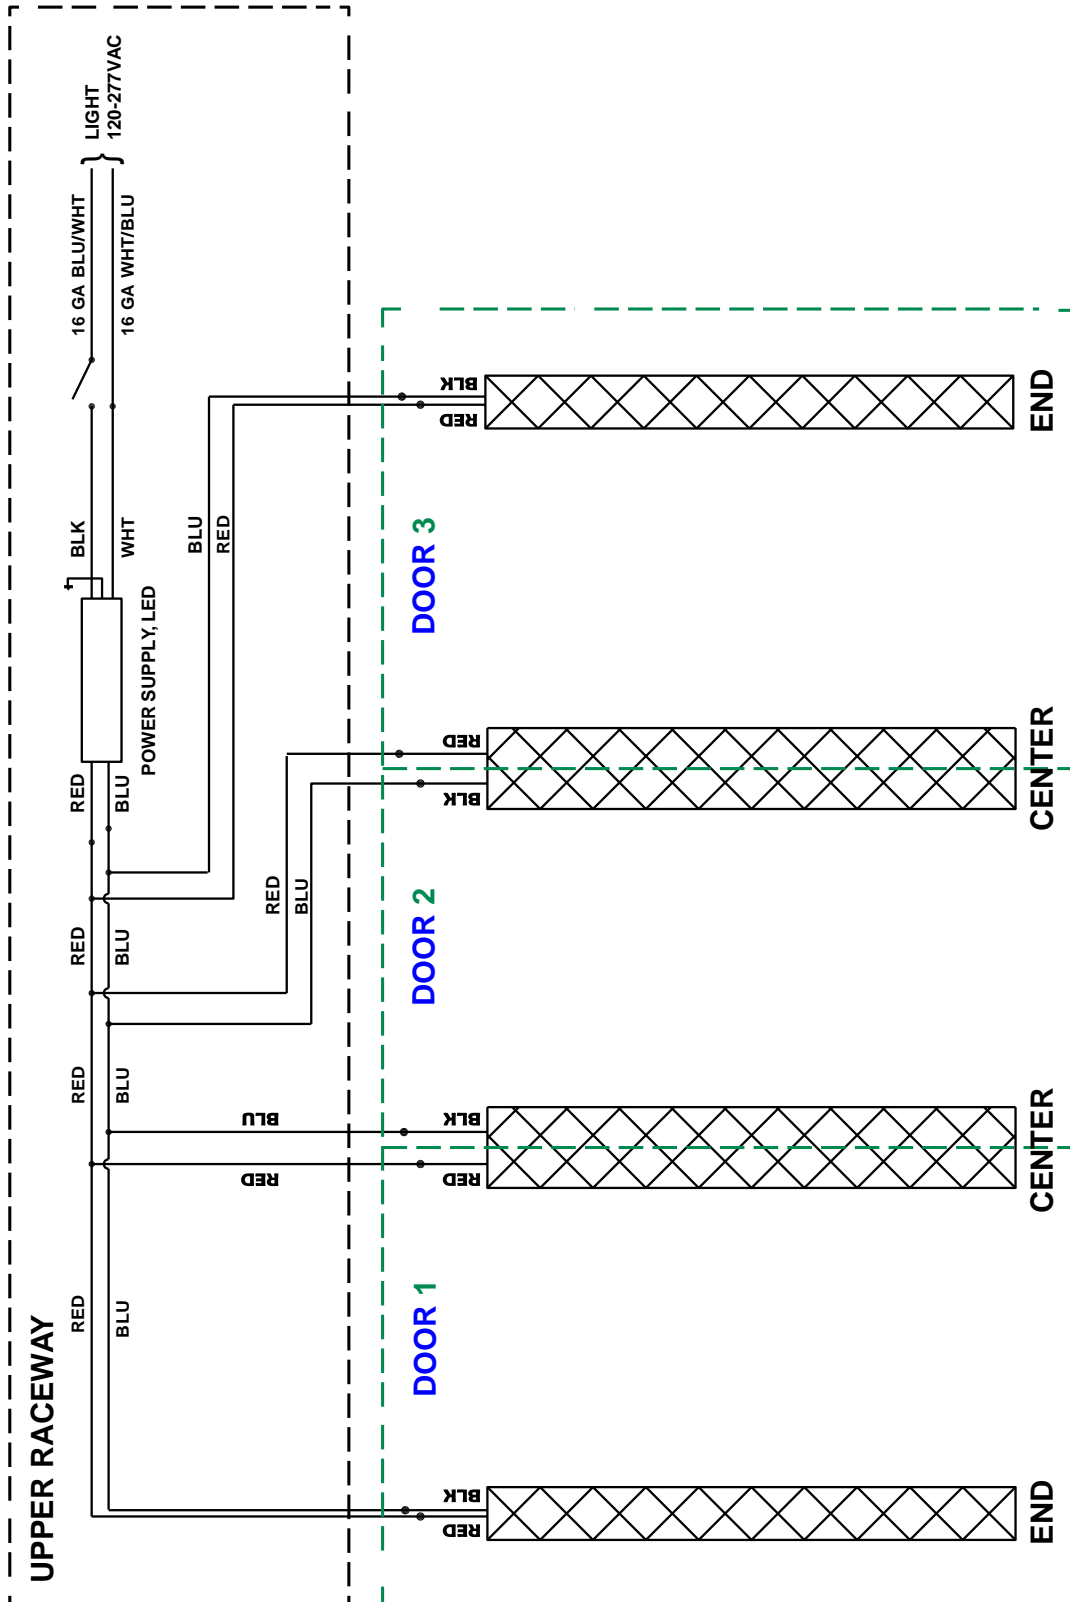 UPPER RACEWAY
LIGHT
120-277VAC
16 GA BLU/WHT
16 GA WHT/BLU
BLK
WHT
POWER SUPPLY, LED
RED
BLU
BLU
RED
RED
BLU
RED
BLU
RED
BLU
BLU
RED
RED
BLU
BLK
RED
RED
BLK
BLK
RED
BLK
RED
DOOR 1
DOOR 2
DOOR 3
END
CENTER
CENTER
END